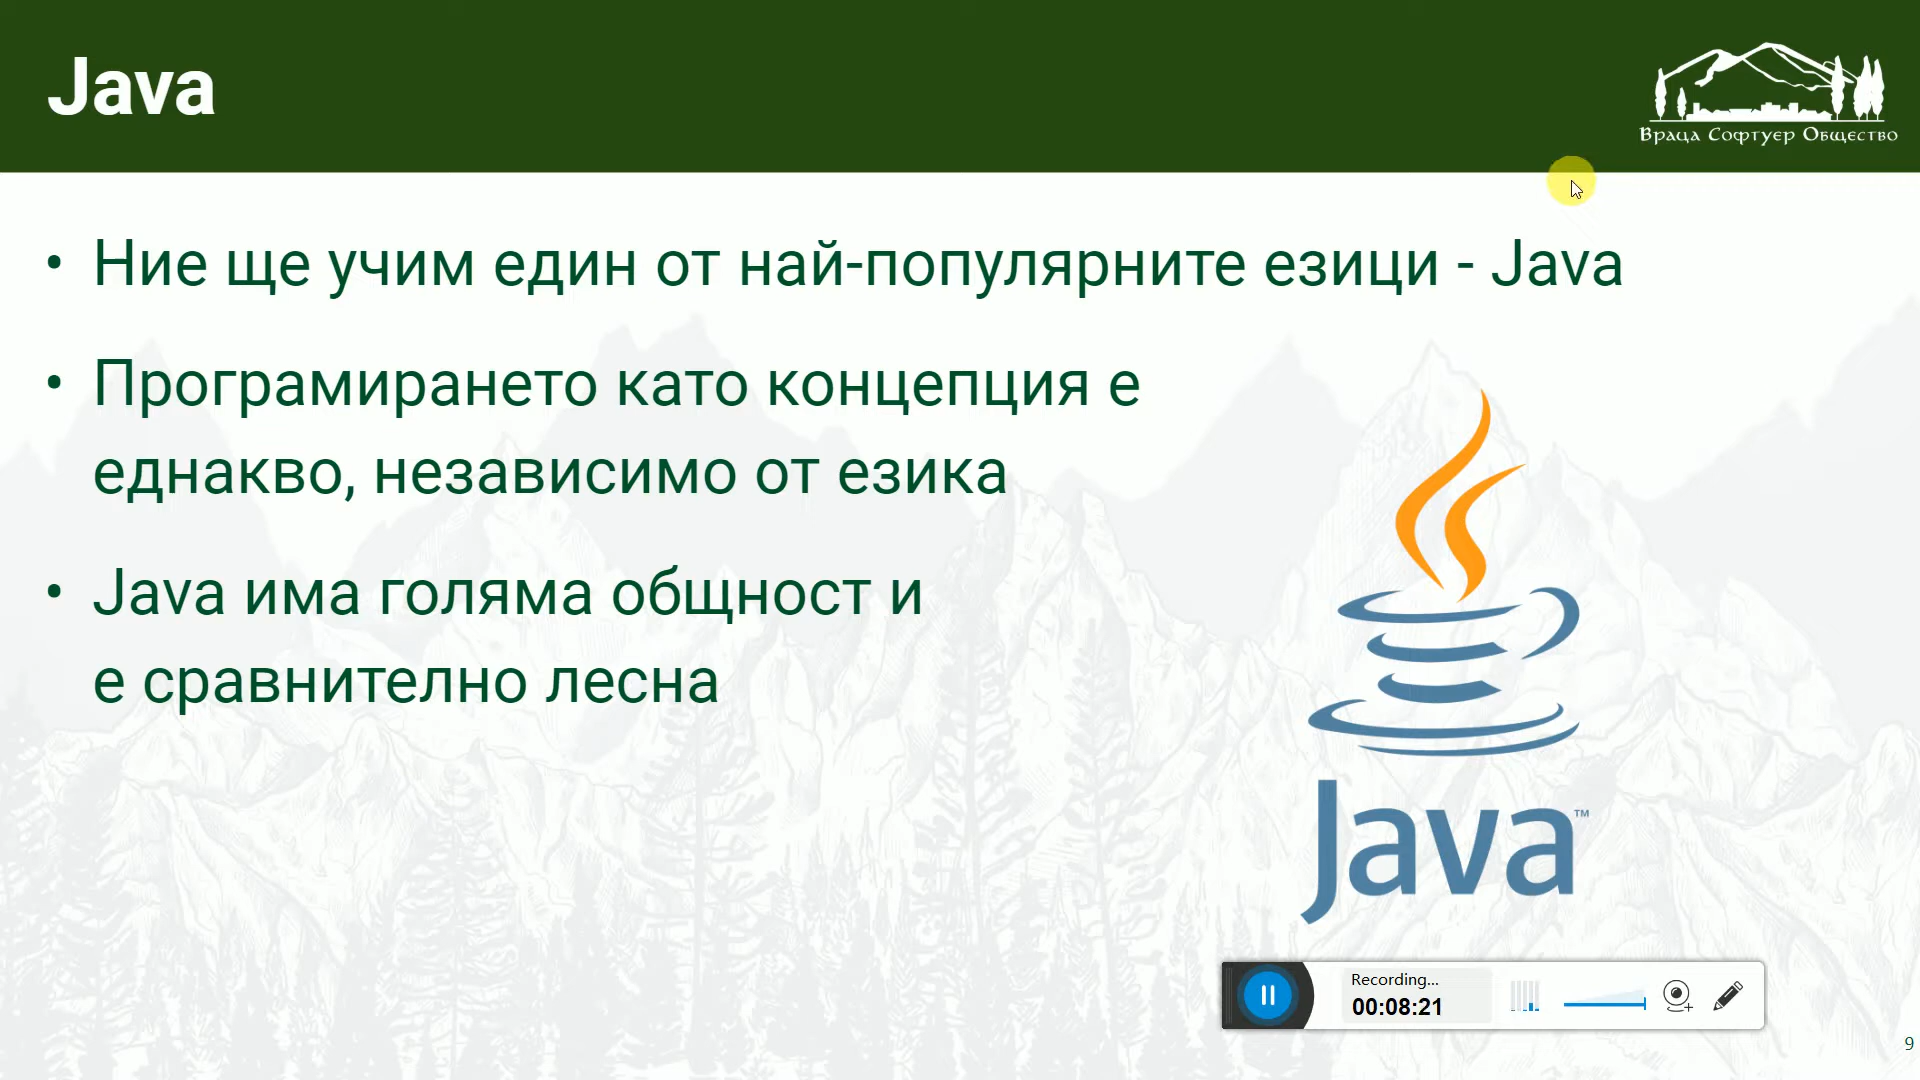 Java
Враца Софтуер Общество
• Ние ще учим един от най-популярните езици - Java
• Програмирането като концепция е
еднакво, независимо от езика
• Java има голяма общност и
е сравнително лесна
Java™
Recording...
00:08:21
9